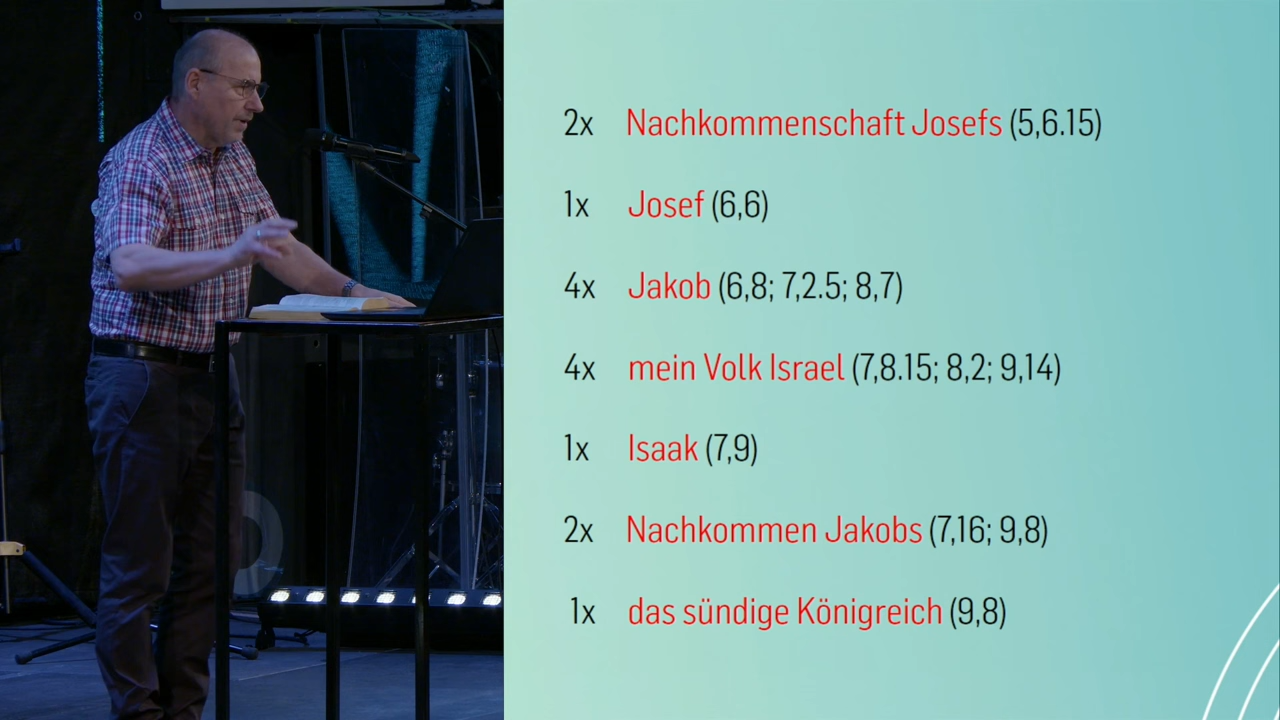 2x Nachkommenschaft Josefs (5,6.15)
1x Josef (6,6)
4x Jakob (6,8; 7,2.5; 8,7)
4x mein Volk Israel (7,8.15; 8,2; 9,14)
1x Isaak (7,9)
2x Nachkommen Jakobs (7,16; 9,8)
1x das sündige Königreich (9,8)